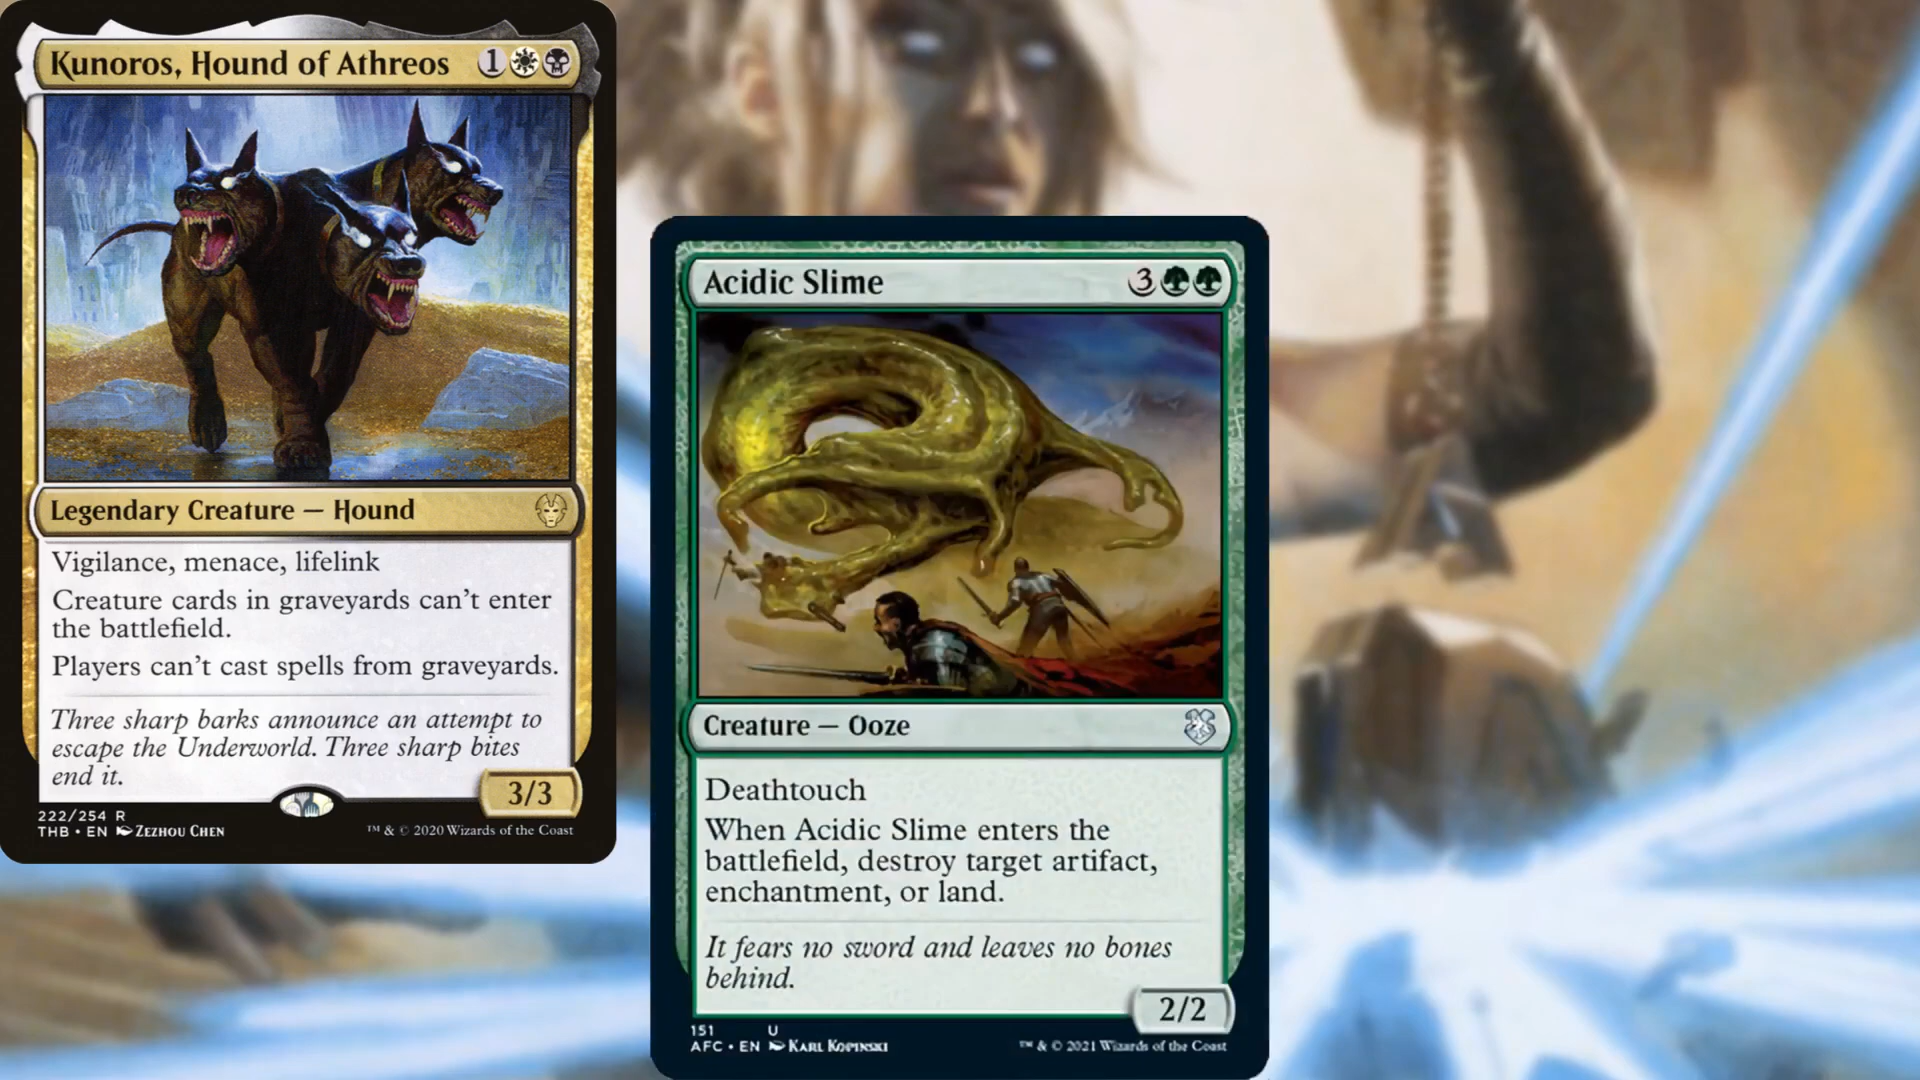 Kunoros, Hound of Athreos 1
Legendary Creature — Hound
Vigilance, menace, lifelink
Creature cards in graveyards can't enter
the battlefield.
Players can't cast spells from graveyards.
Three sharp barks announce an attempt to
escape the Underworld. Three sharp bites
end it.
3/3
222/254 R
THB • EN Zezhou Chen
™ & © 2020 Wizards of the Coast
Acidic Slime 3
Creature — Ooze
Deathtouch
When Acidic Slime enters the
battlefield, destroy target artifact,
enchantment, or land.
It fears no sword and leaves no bones
behind.
2/2
151 U
AFC • EN Karl Kopinski
™ & © 2021 Wizards of the Coast